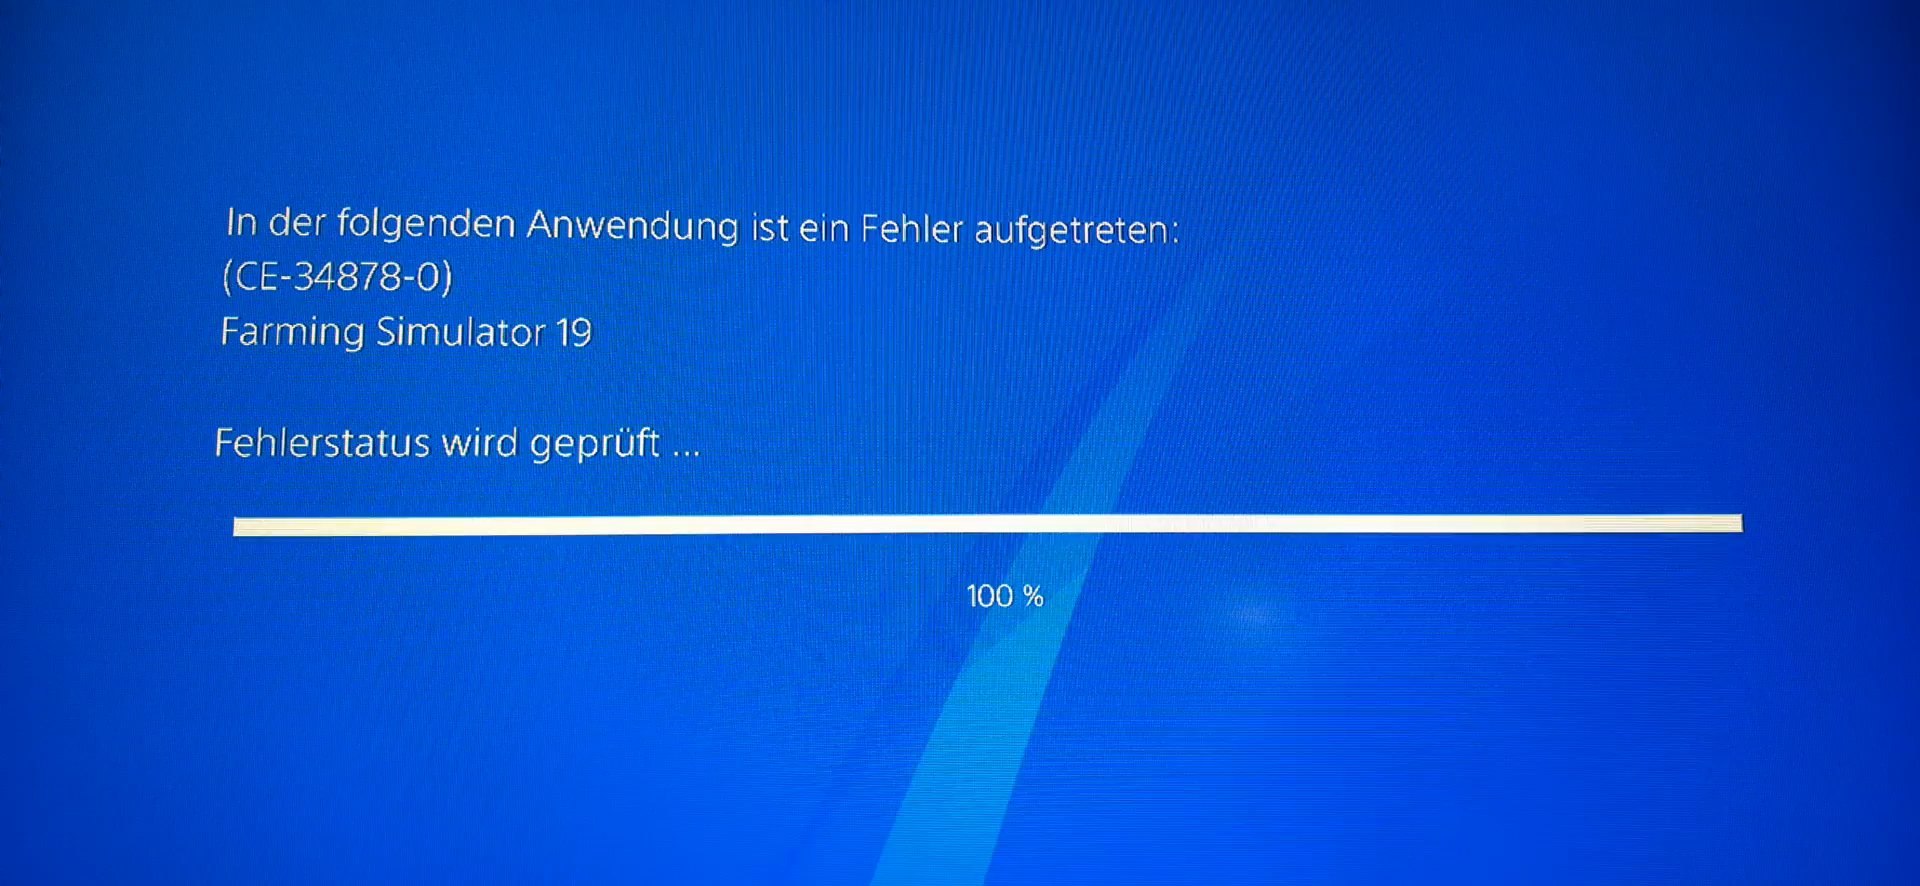 In der folgenden Anwendung ist ein Fehler aufgetreten:
(CE-34878-0)
Farming Simulator 19
Fehlerstatus wird geprüft ...
100 %